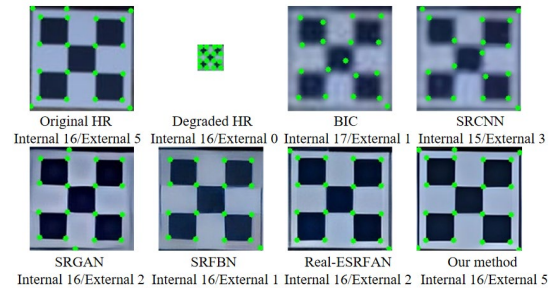 Original HR Degraded HR BIC SRCNN
Internal 16/External 5 Internal 16/External 0 Internal 17/External 1 Internal 15/External 3
SRGAN SRFBN Real-ESRFAN Our method
Internal 16/External 2 Internal 16/External 1 Internal 16/External 2 Internal 16/External 5